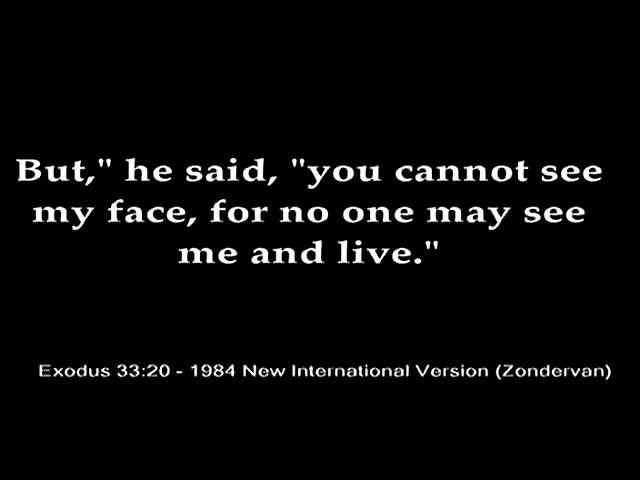 But," he said, "you cannot see
my face, for no one may see
me and live."
Exodus 33:20 - 1984 New International Version (Zondervan)